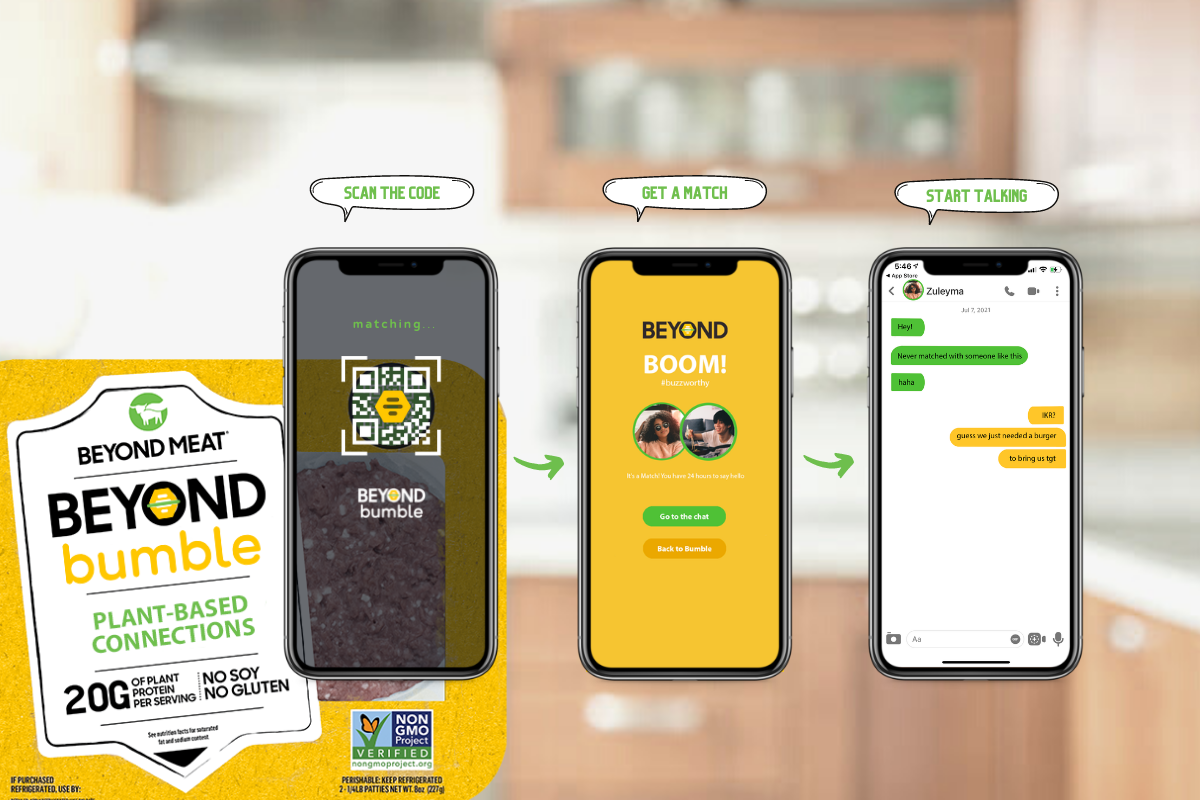 SCAN THE CODE
GET A MATCH
START TALKING
matching...
BEYOND
bumble
BEYOND
BOOM!
#buzzworthy
It's a Match! You have 24 hours to say hello
Go to the chat
Back to Bumble
5:46
App Store
Zuleyma
Jul 7, 2021
Hey!
Never matched with someone like this
haha
IKR?
guess we just needed a burger
to bring us tgt
Aa
BEYOND MEAT
BEYOND
bumble
PLANT-BASED
CONNECTIONS
20G OF PLANT
PROTEIN
PER SERVING
NO SOY
NO GLUTEN
See nutrition facts for saturated
fat and sodium content
NON
GMO
Project
VERIFIED
nongmoproject.org
IF PURCHASED
REFRIGERATED, USE BY:
PERISHABLE: KEEP REFRIGERATED
2 - 1/4LB PATTIES NET WT. 8oz (227g)